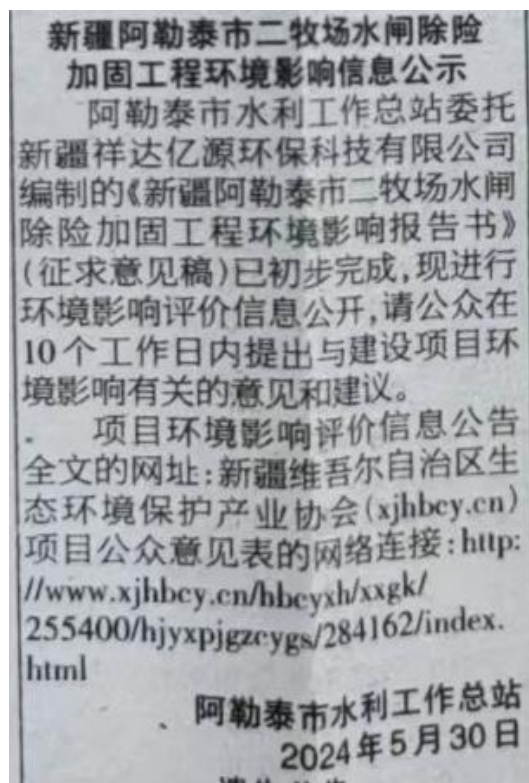 新疆阿勒泰市二牧场水闸除险
加固工程环境影响信息公示
阿勒泰市水利工作总站委托
新疆祥达亿源环保科技有限公司
编制的《新疆阿勒泰市二牧场水闸
除险加固工程环境影响报告书》
(征求意见稿)已初步完成,现进行
环境影响评价信息公开,请公众在
10个工作日内提出与建设项目环
境影响有关的意见和建议。
项目环境影响评价信息公告
全文的网址:新疆维吾尔自治区生
态环境保护产业协会(xjhbcy.cn)
项目公众意见表的网络连接:http:
//www.xjhbcy.cn/hbcyxh/xxgk/
255400/hjyxpjgzcygs/284162/index.
html
阿勒泰市水利工作总站
2024年5月30日